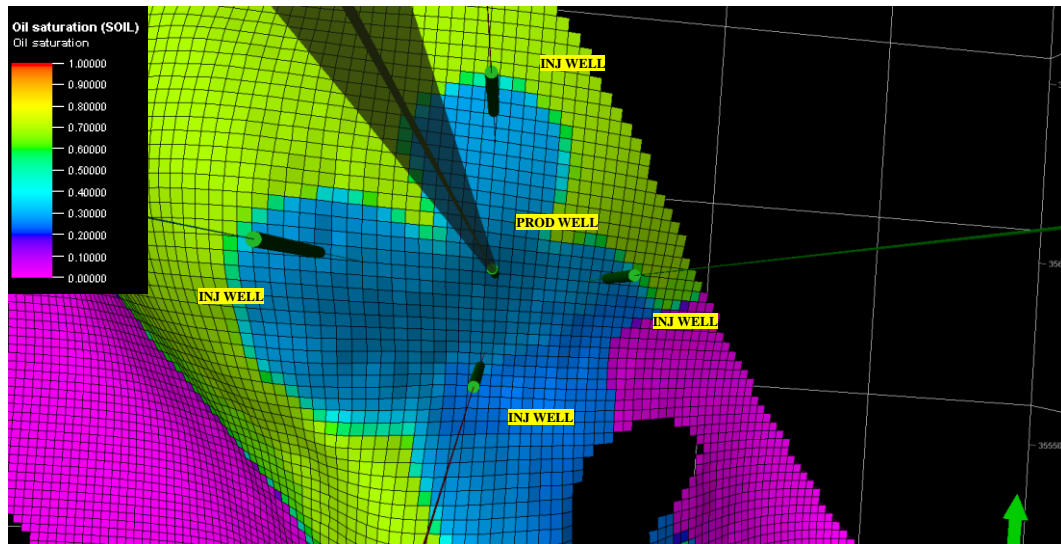 Oil saturation (SOIL)
Oil saturation
1.00000
0.90000
0.80000
0.70000
0.60000
0.50000
0.40000
0.30000
0.20000
0.10000
0.00000
INJ WELL
PROD WELL
INJ WELL
INJ WELL
INJ WELL